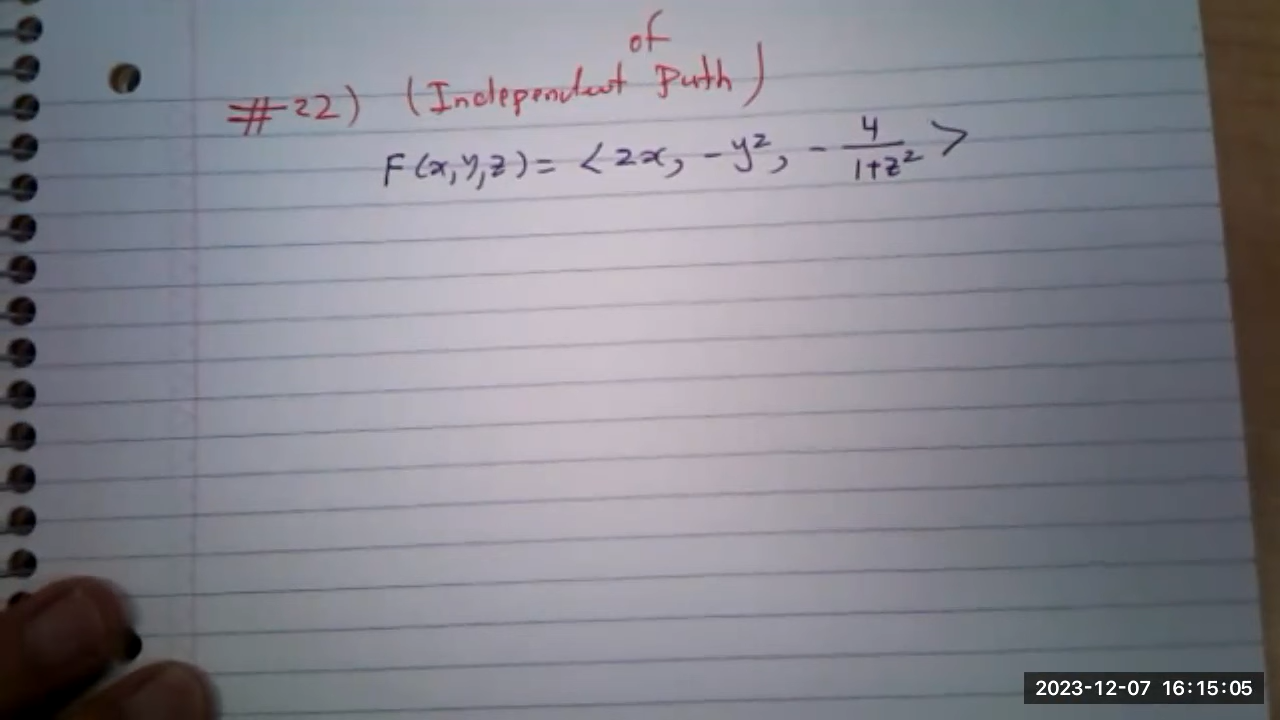 of
#22) (Independent Path)
F(x,y,z) = <2x, -y², - 4/(1+z²)>
2023-12-07 16:15:05